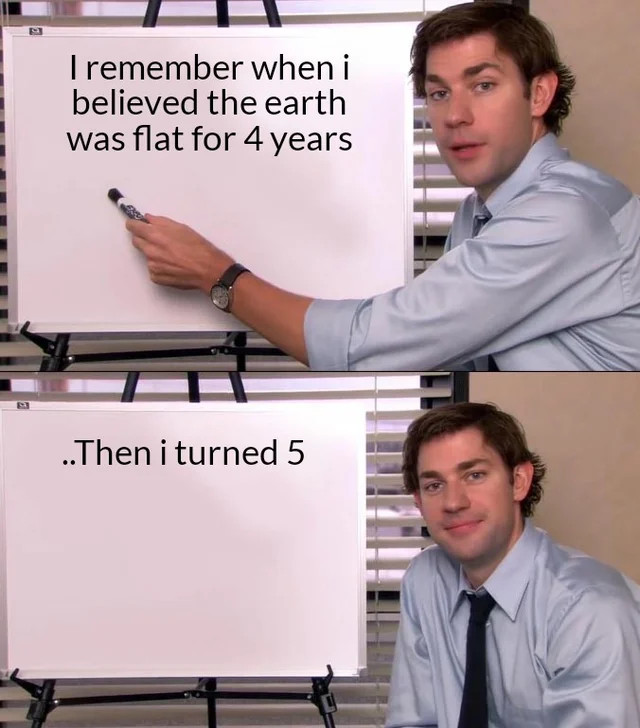 I remember when i
believed the earth
was flat for 4 years
..Then i turned 5